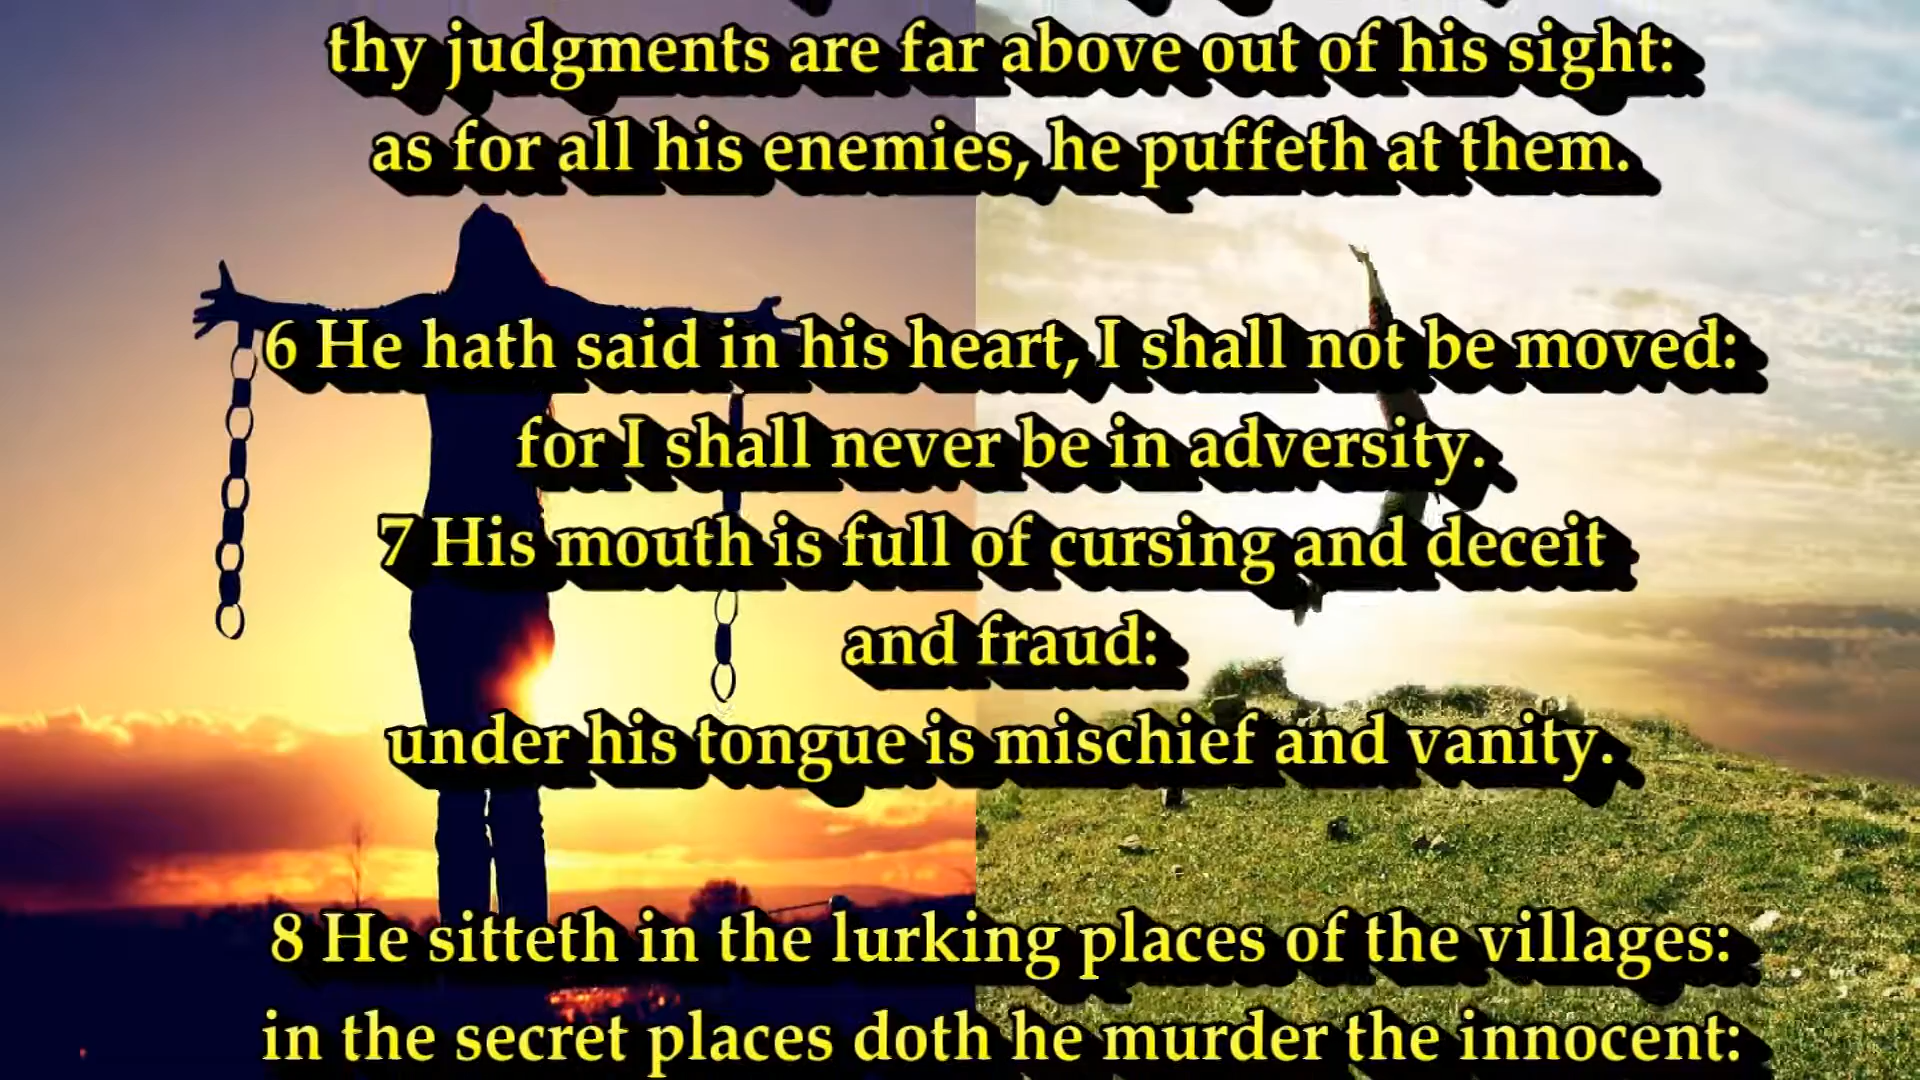 thy judgments are far above out of his sight:
as for all his enemies, he puffeth at them.
6 He hath said in his heart, I shall not be moved:
for I shall never be in adversity.
7 His mouth is full of cursing and deceit
and fraud:
under his tongue is mischief and vanity.
8 He sitteth in the lurking places of the villages:
in the secret places doth he murder the innocent: